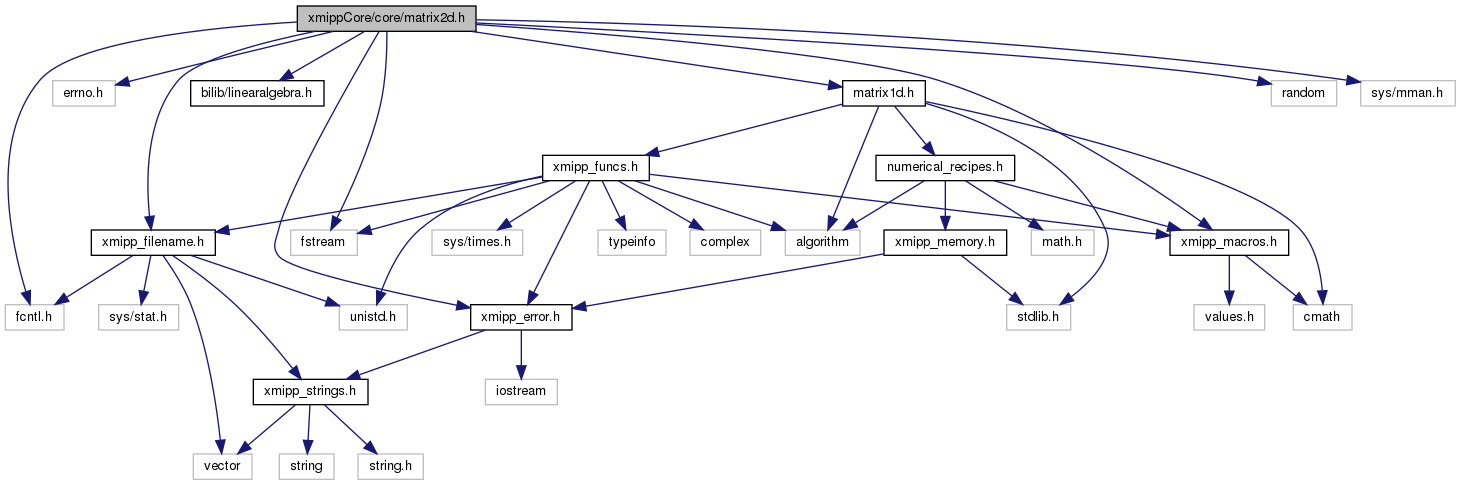 xmippCore/core/matrix2d.h
errno.h
bilib/linearalgebra.h
matrix1d.h
random
sys/mman.h
xmipp_funcs.h
numerical_recipes.h
xmipp_filename.h
fstream
sys/times.h
typeinfo
complex
algorithm
xmipp_memory.h
math.h
xmipp_macros.h
fcntl.h
sys/stat.h
unistd.h
xmipp_error.h
stdlib.h
values.h
cmath
xmipp_strings.h
iostream
vector
string
string.h